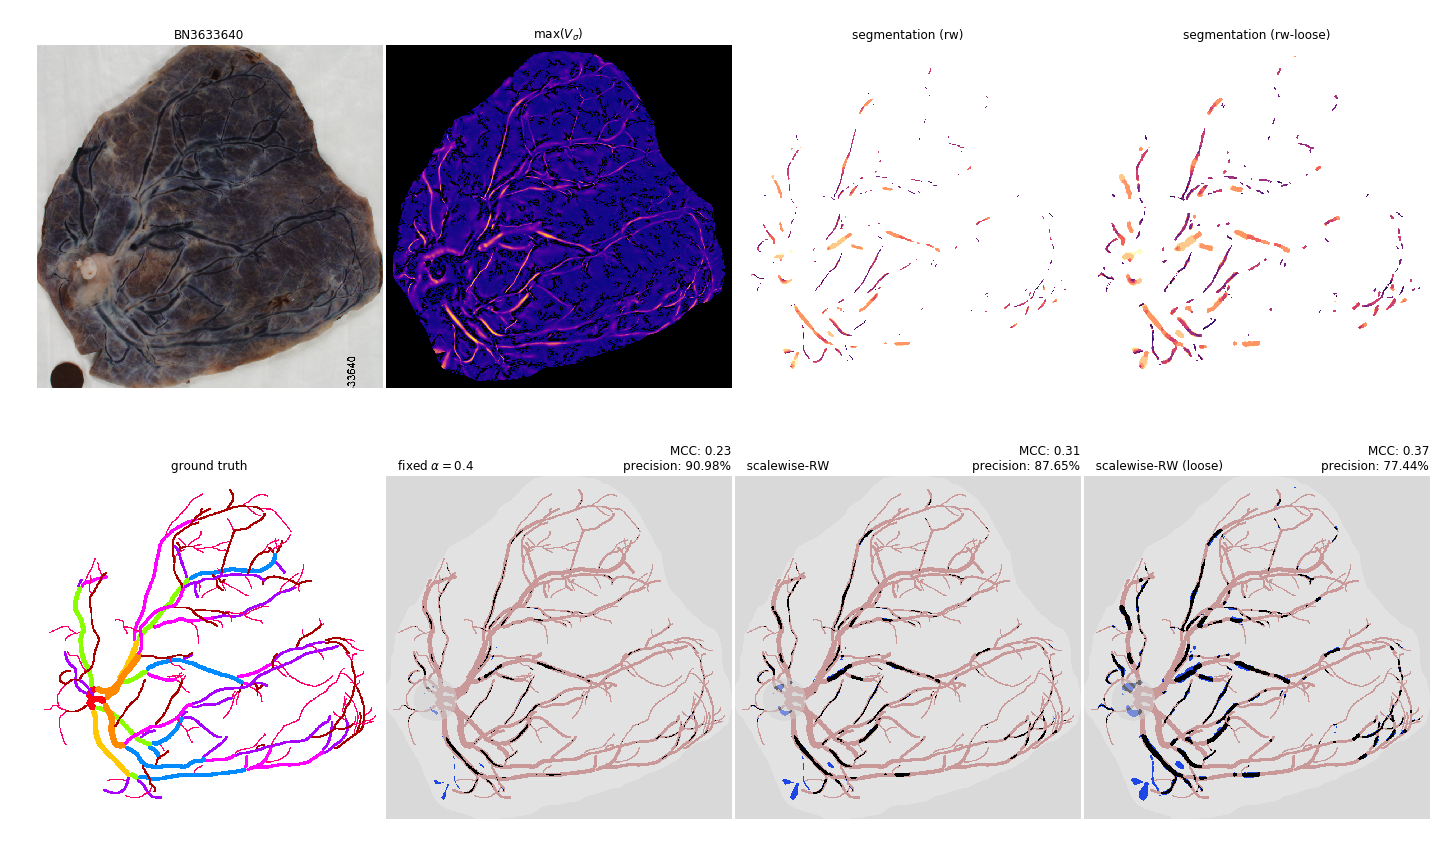 BN3633640
max(V_σ)
segmentation (rw)
segmentation (rw-loose)
33640
ground truth
fixed α = 0.4
MCC: 0.23
precision: 90.98%
scalewise-RW
MCC: 0.31
precision: 87.65%
scalewise-RW (loose)
MCC: 0.37
precision: 77.44%